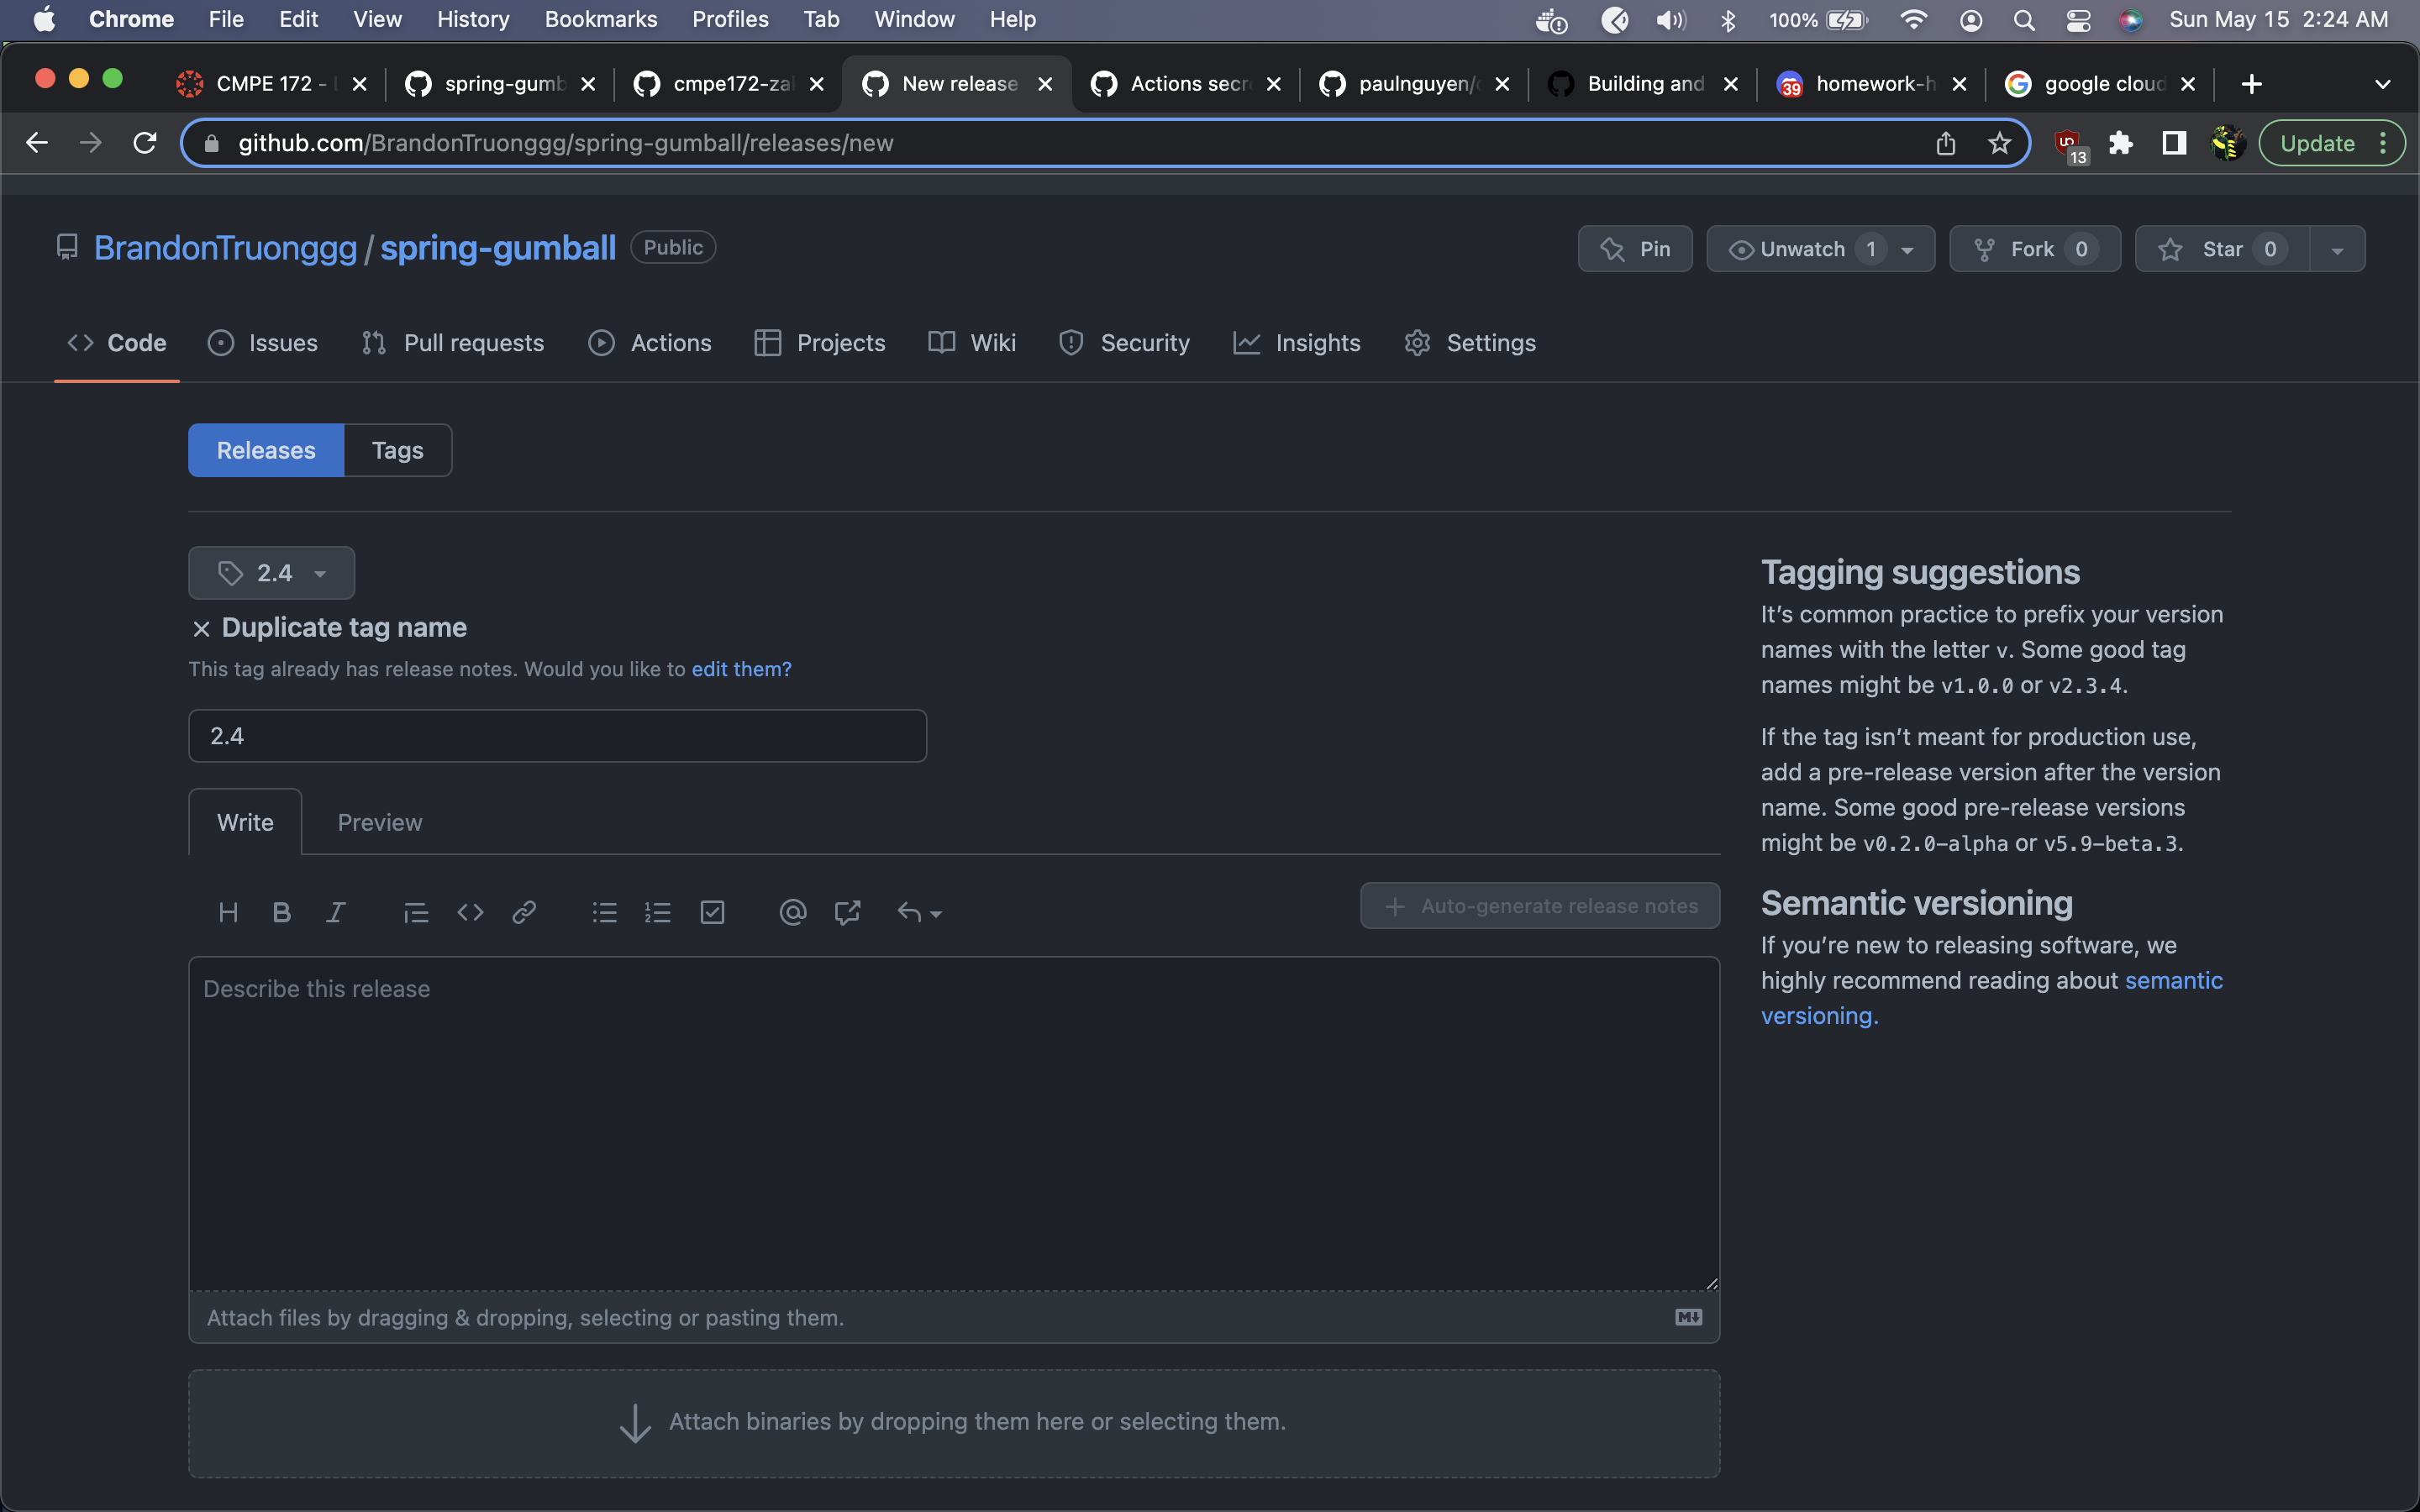 Chrome File Edit View History Bookmarks Profiles Tab Window Help 100% Sun May 15 2:24 AM
CMPE 172 - spring-gumb cmpe172-zal New release Actions secr paulnguyen/ Building and 39 homework-h google cloud
github.com/BrandonTruonggg/spring-gumball/releases/new 13 Update
BrandonTruonggg / spring-gumball Public Pin Unwatch 1 Fork 0 Star 0
Code Issues Pull requests Actions Projects Wiki Security Insights Settings
Releases Tags
2.4
Duplicate tag name
This tag already has release notes. Would you like to edit them?
2.4
Write Preview
Auto-generate release notes
Describe this release
Attach files by dragging & dropping, selecting or pasting them.
Attach binaries by dropping them here or selecting them.
Tagging suggestions
It’s common practice to prefix your version
names with the letter v. Some good tag
names might be v1.0.0 or v2.3.4.
If the tag isn’t meant for production use,
add a pre-release version after the version
name. Some good pre-release versions
might be v0.2.0-alpha or v5.9-beta.3.
Semantic versioning
If you’re new to releasing software, we
highly recommend reading about semantic
versioning.